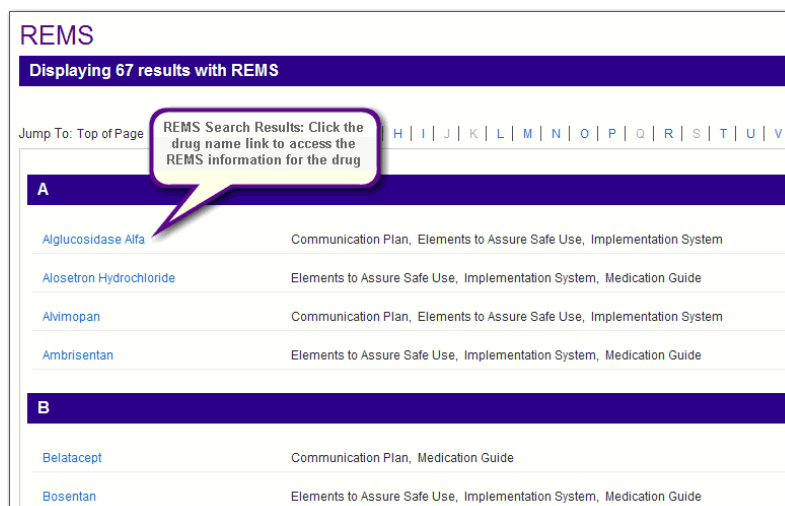 REMS
Displaying 67 results with REMS
Jump To: Top of Page | H | I | J | K | L | M | N | O | P | Q | R | S | T | U | V
REMS Search Results: Click the
drug name link to access the
REMS information for the drug
A
Alglucosidase Alfa Communication Plan, Elements to Assure Safe Use, Implementation System
Alosetron Hydrochloride Elements to Assure Safe Use, Implementation System, Medication Guide
Alvimopan Communication Plan, Elements to Assure Safe Use, Implementation System
Ambrisentan Elements to Assure Safe Use, Implementation System, Medication Guide
B
Belatacept Communication Plan, Medication Guide
Bosentan Elements to Assure Safe Use, Implementation System, Medication Guide